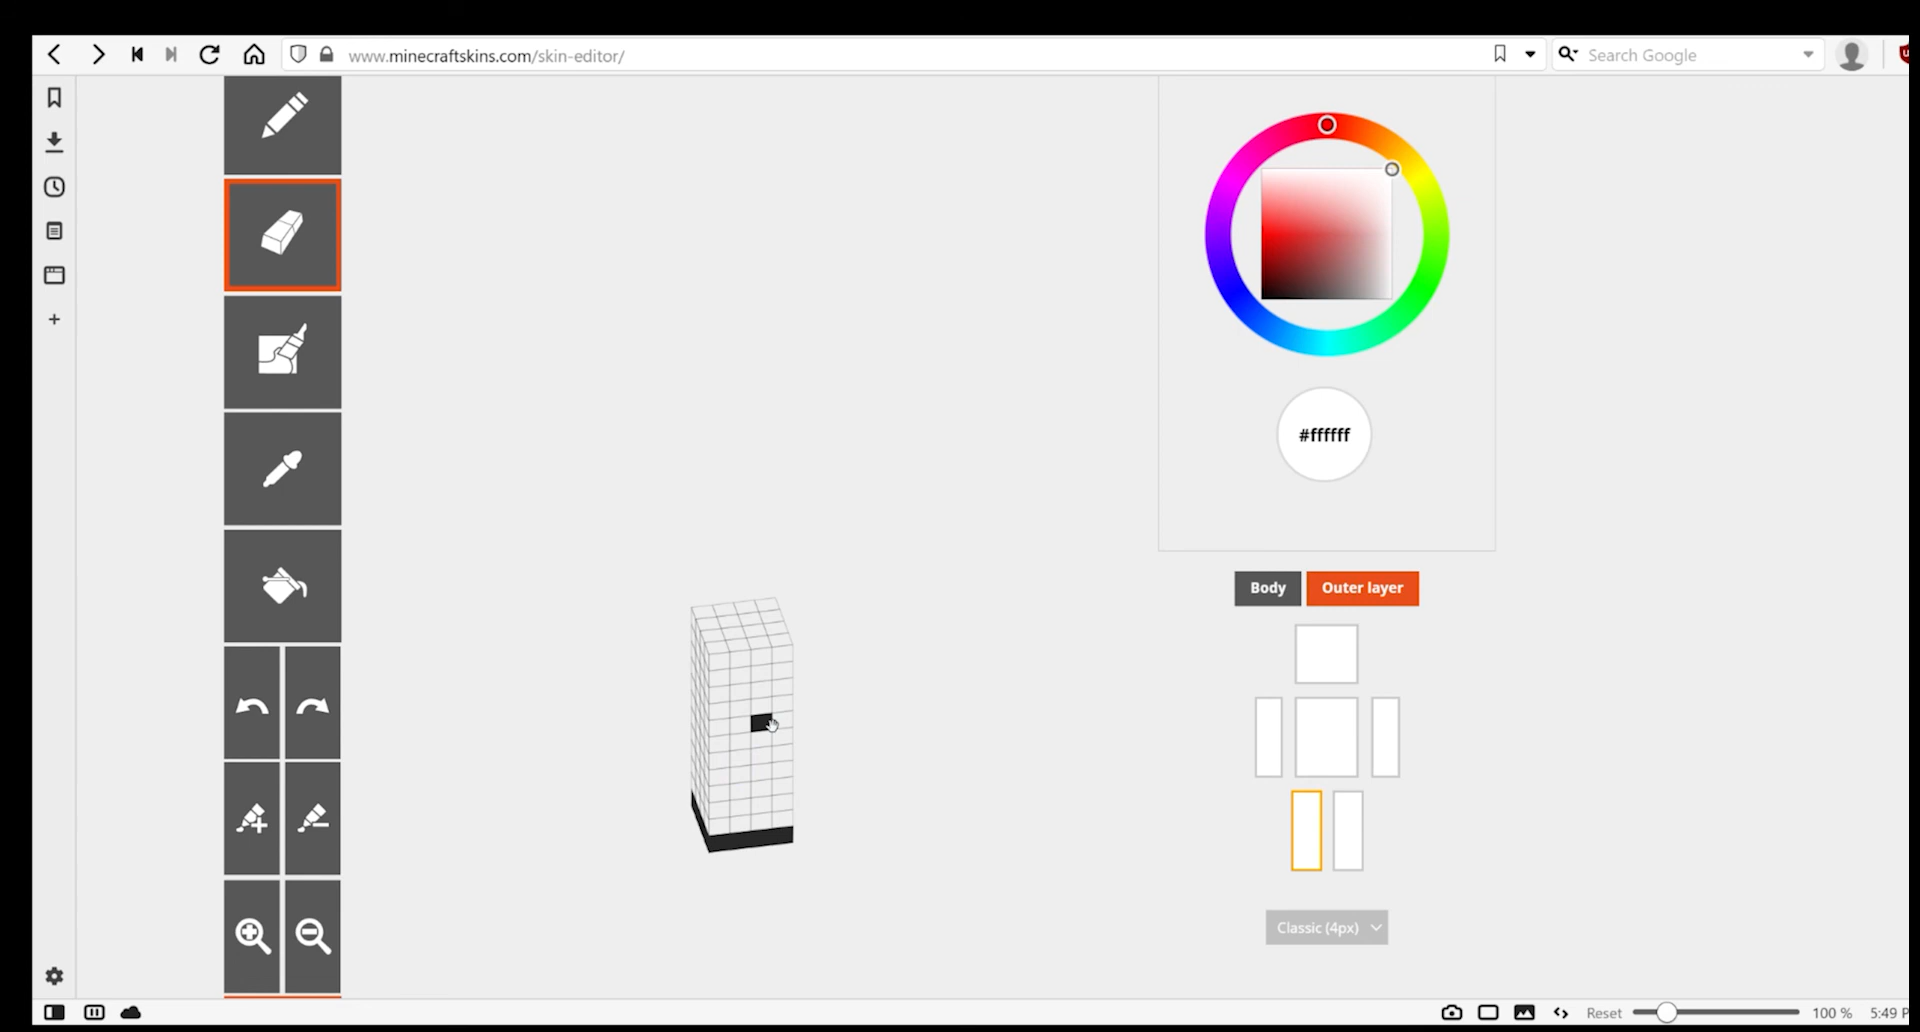 www.minecraftskins.com/skin-editor/
Search Google
#ffffff
Body
Outer layer
Classic (4px)
Reset
100 %
5:49 P